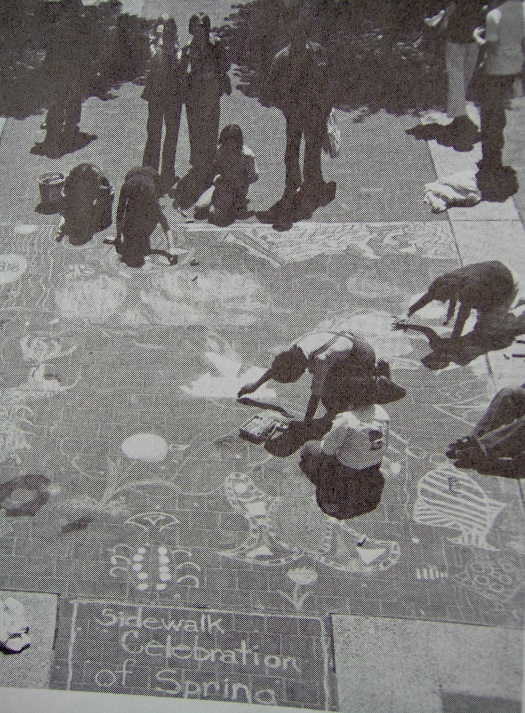 Sidewalk
Celebration
of Spring